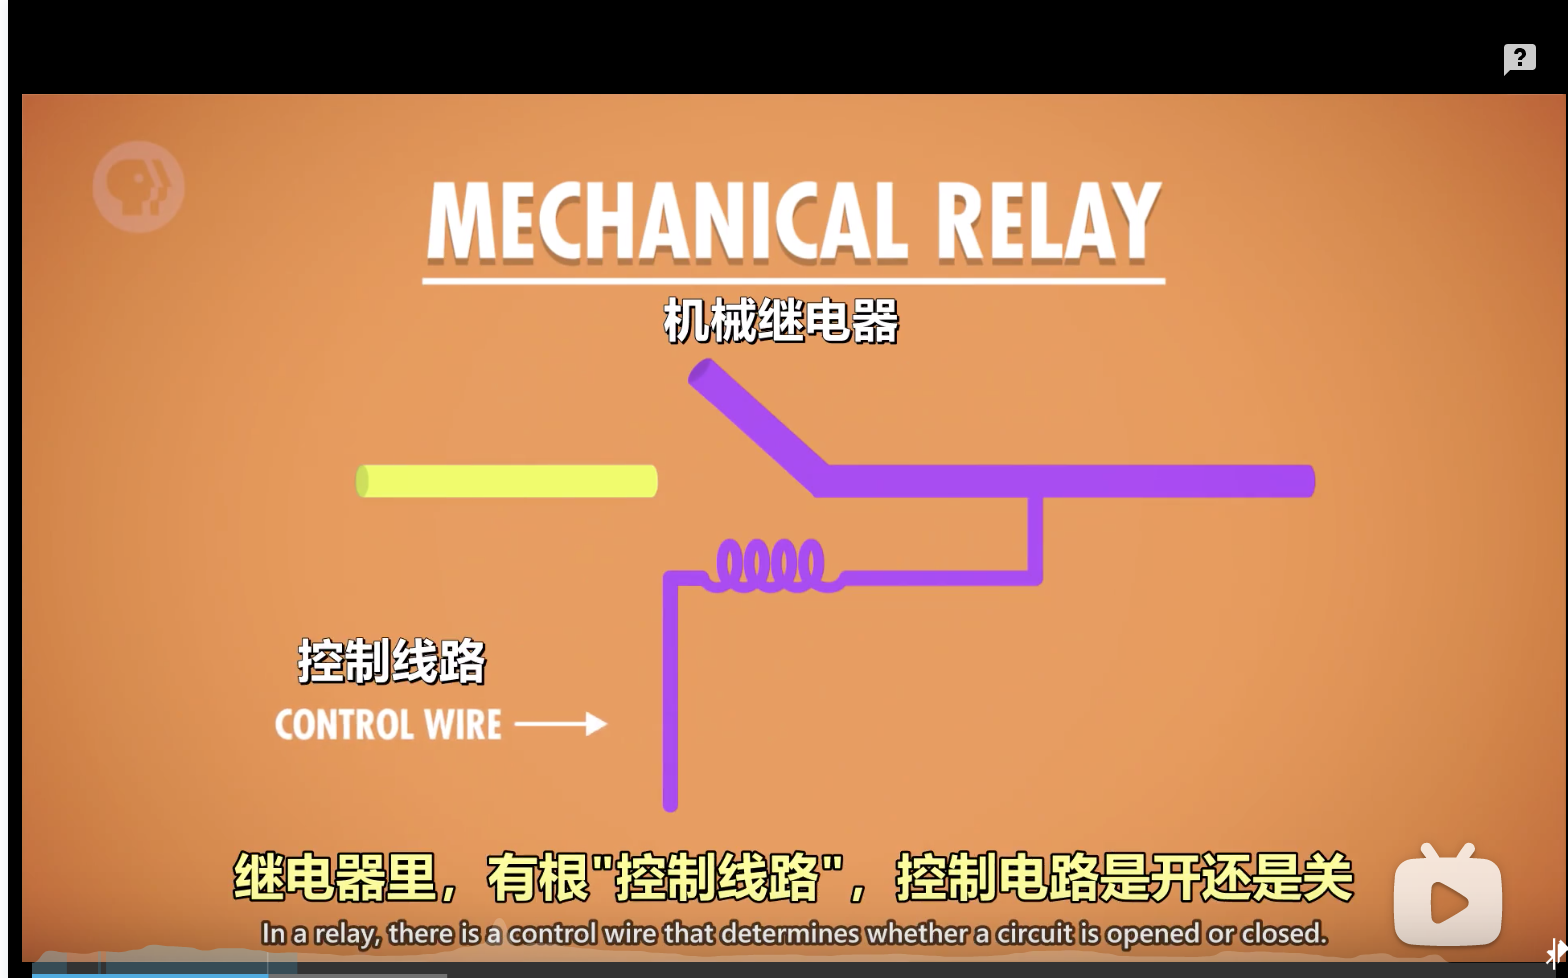 ?
MECHANICAL RELAY
机械继电器
控制线路
CONTROL WIRE
继电器里，有根"控制线路"，控制电路是开还是关
In a relay, there is a control wire that determines whether a circuit is opened or closed.